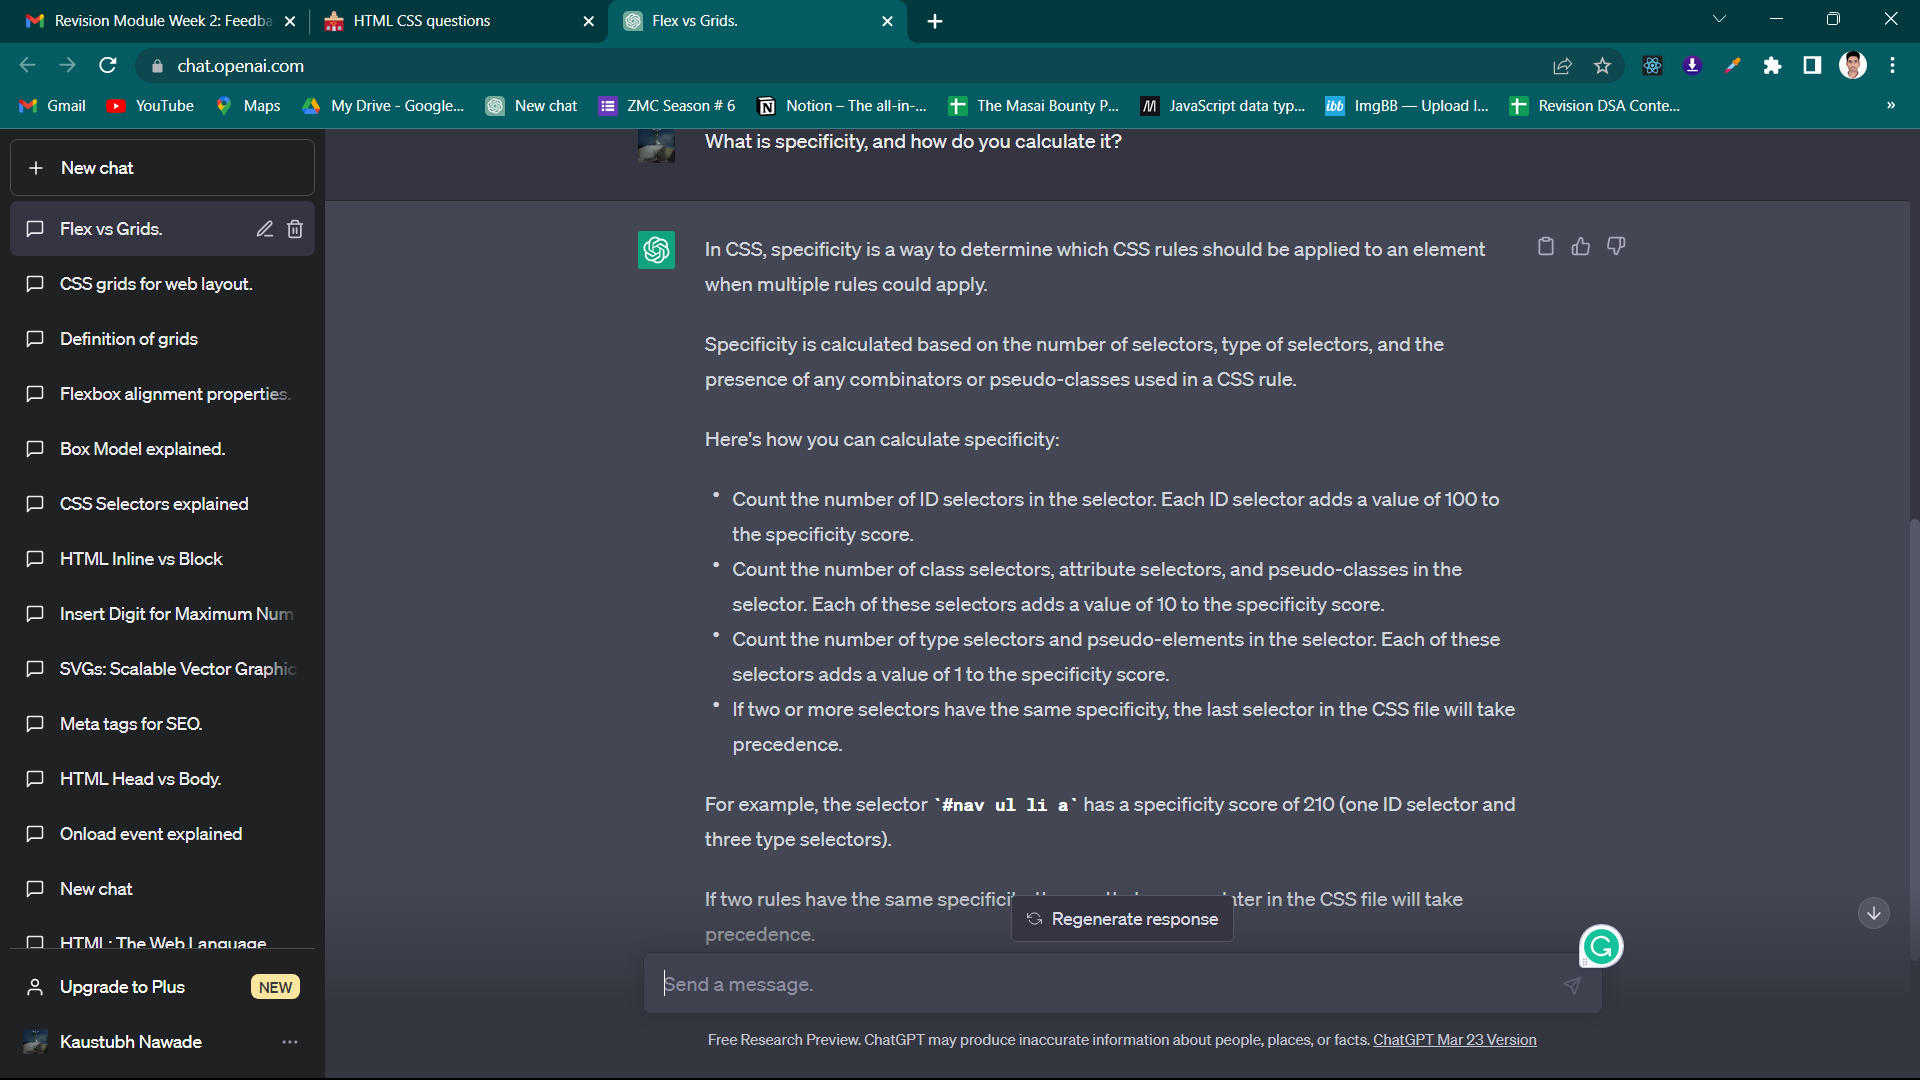 Revision Module Week 2: Feedba
HTML CSS questions
Flex vs Grids.
chat.openai.com
Gmail
YouTube
Maps
My Drive - Google...
New chat
ZMC Season # 6
Notion – The all-in-...
The Masai Bounty P...
JavaScript data typ...
ibb
ImgBB — Upload I...
Revision DSA Conte...
»
+ New chat
Flex vs Grids.
CSS grids for web layout.
Definition of grids
Flexbox alignment properties.
Box Model explained.
CSS Selectors explained
HTML Inline vs Block
Insert Digit for Maximum Num
SVGs: Scalable Vector Graphic
Meta tags for SEO.
HTML Head vs Body.
Onload event explained
New chat
HTML: The Web Language
Upgrade to Plus
NEW
Kaustubh Nawade
What is specificity, and how do you calculate it?
In CSS, specificity is a way to determine which CSS rules should be applied to an element
when multiple rules could apply.
Specificity is calculated based on the number of selectors, type of selectors, and the
presence of any combinators or pseudo-classes used in a CSS rule.
Here's how you can calculate specificity:
• Count the number of ID selectors in the selector. Each ID selector adds a value of 100 to
the specificity score.
• Count the number of class selectors, attribute selectors, and pseudo-classes in the
selector. Each of these selectors adds a value of 10 to the specificity score.
• Count the number of type selectors and pseudo-elements in the selector. Each of these
selectors adds a value of 1 to the specificity score.
• If two or more selectors have the same specificity, the last selector in the CSS file will take
precedence.
For example, the selector `#nav ul li a` has a specificity score of 210 (one ID selector and
three type selectors).
If two rules have the same in the CSS file will take
precedence.
Regenerate response
Send a message.
Free Research Preview. ChatGPT may produce inaccurate information about people, places, or facts. ChatGPT Mar 23 Version